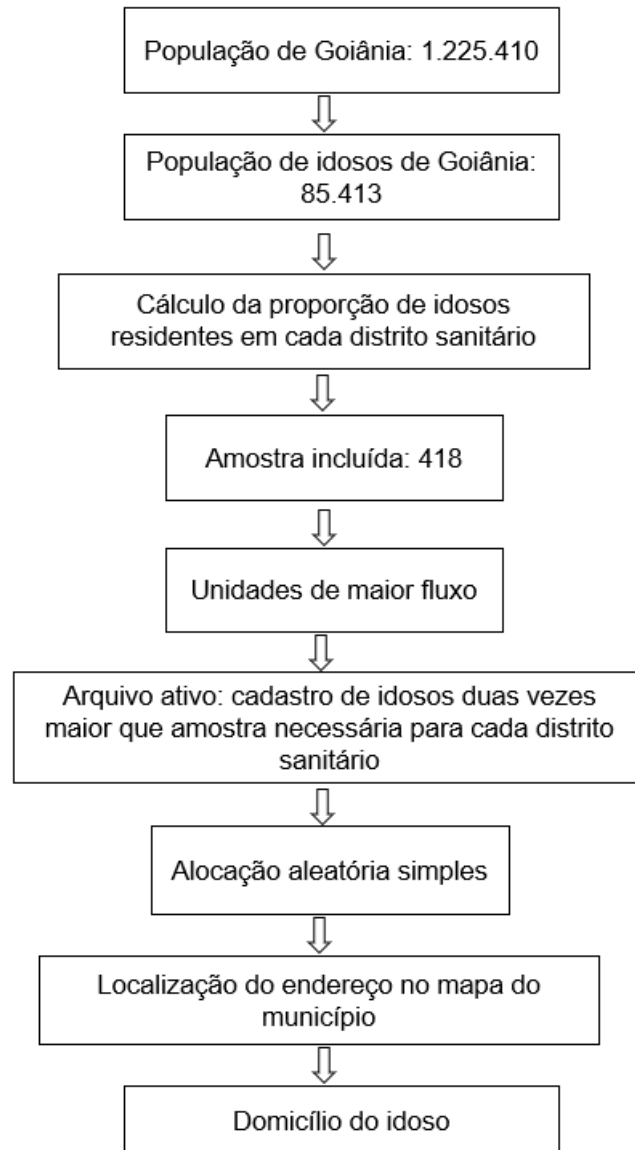 População de Goiânia: 1.225.410
População de idosos de Goiânia:
85.413
Cálculo da proporção de idosos
residentes em cada distrito sanitário
Amostra incluída: 418
Unidades de maior fluxo
Arquivo ativo: cadastro de idosos duas vezes
maior que amostra necessária para cada distrito
sanitário
Alocação aleatória simples
Localização do endereço no mapa do
município
Domicílio do idoso